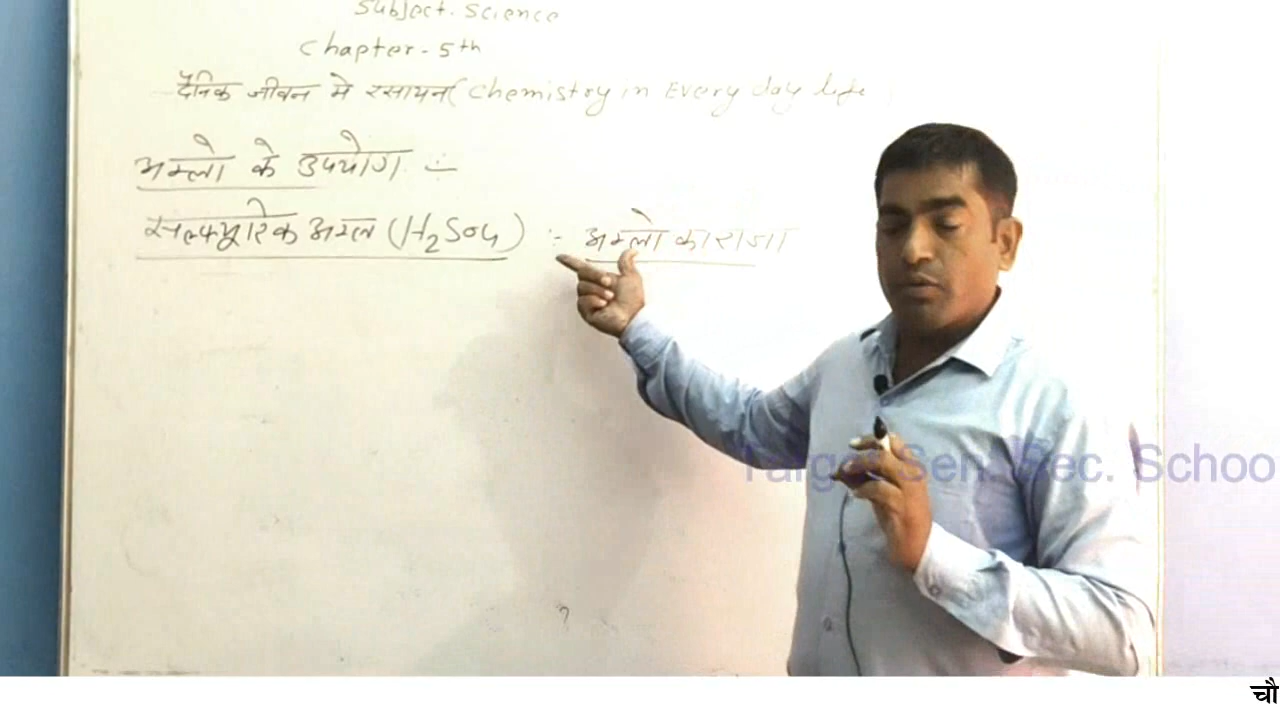 Subject. Science
Chapter - 5th
दैनिक जीवन मे रसायन( Chemistry in Every day life
अम्लो के उपयोग :-
सल्फ्यूरिक अम्ल (H2SO4) :- अम्लो का राजा
Target Sen. Sec. Schoo
चौ